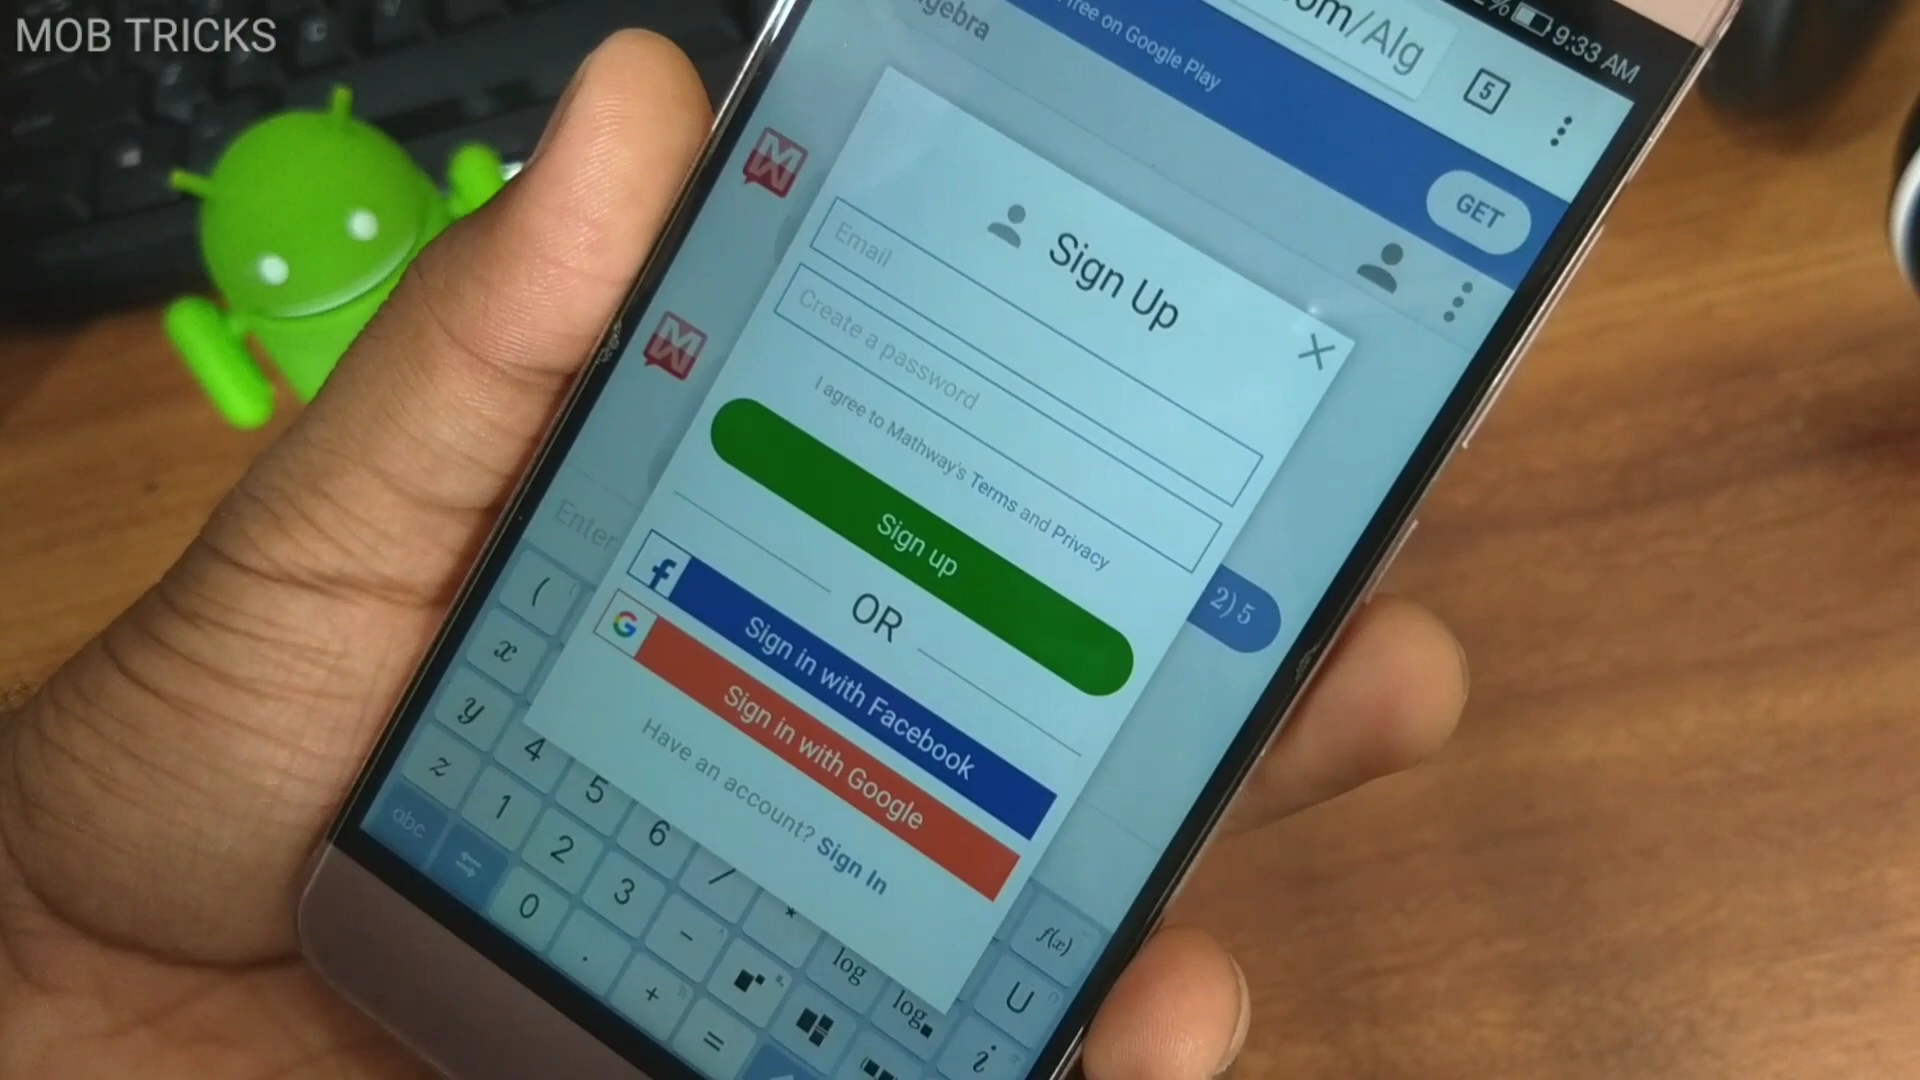 MOB TRICKS
9:33 AM
com/Alg
5
Free on Google Play
GET
Sign Up
Email
Create a password
I agree to Mathway's Terms and Privacy
Sign up
OR
f Sign in with Facebook
G Sign in with Google
Have an account? Sign In
Enter
2) 5
(
x
y
4
z
5
1
6
abc
2
3
0
*
-
.
log
f(x)
+
log
U
=
i